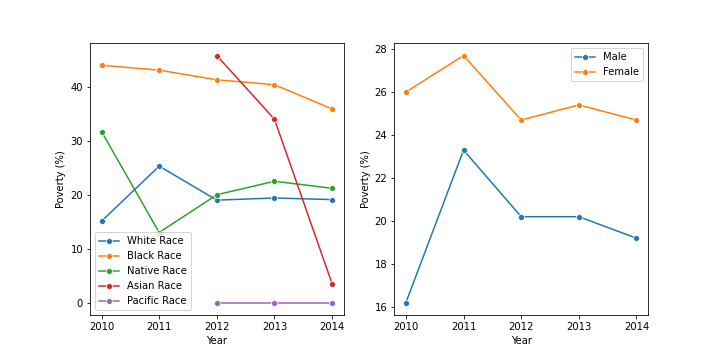 Poverty (%)
40
30
20
10
0
White Race
Black Race
Native Race
Asian Race
Pacific Race
2010 2011 2012 2013 2014
Year
Poverty (%)
28
26
24
22
20
18
16
Male
Female
2010 2011 2012 2013 2014
Year